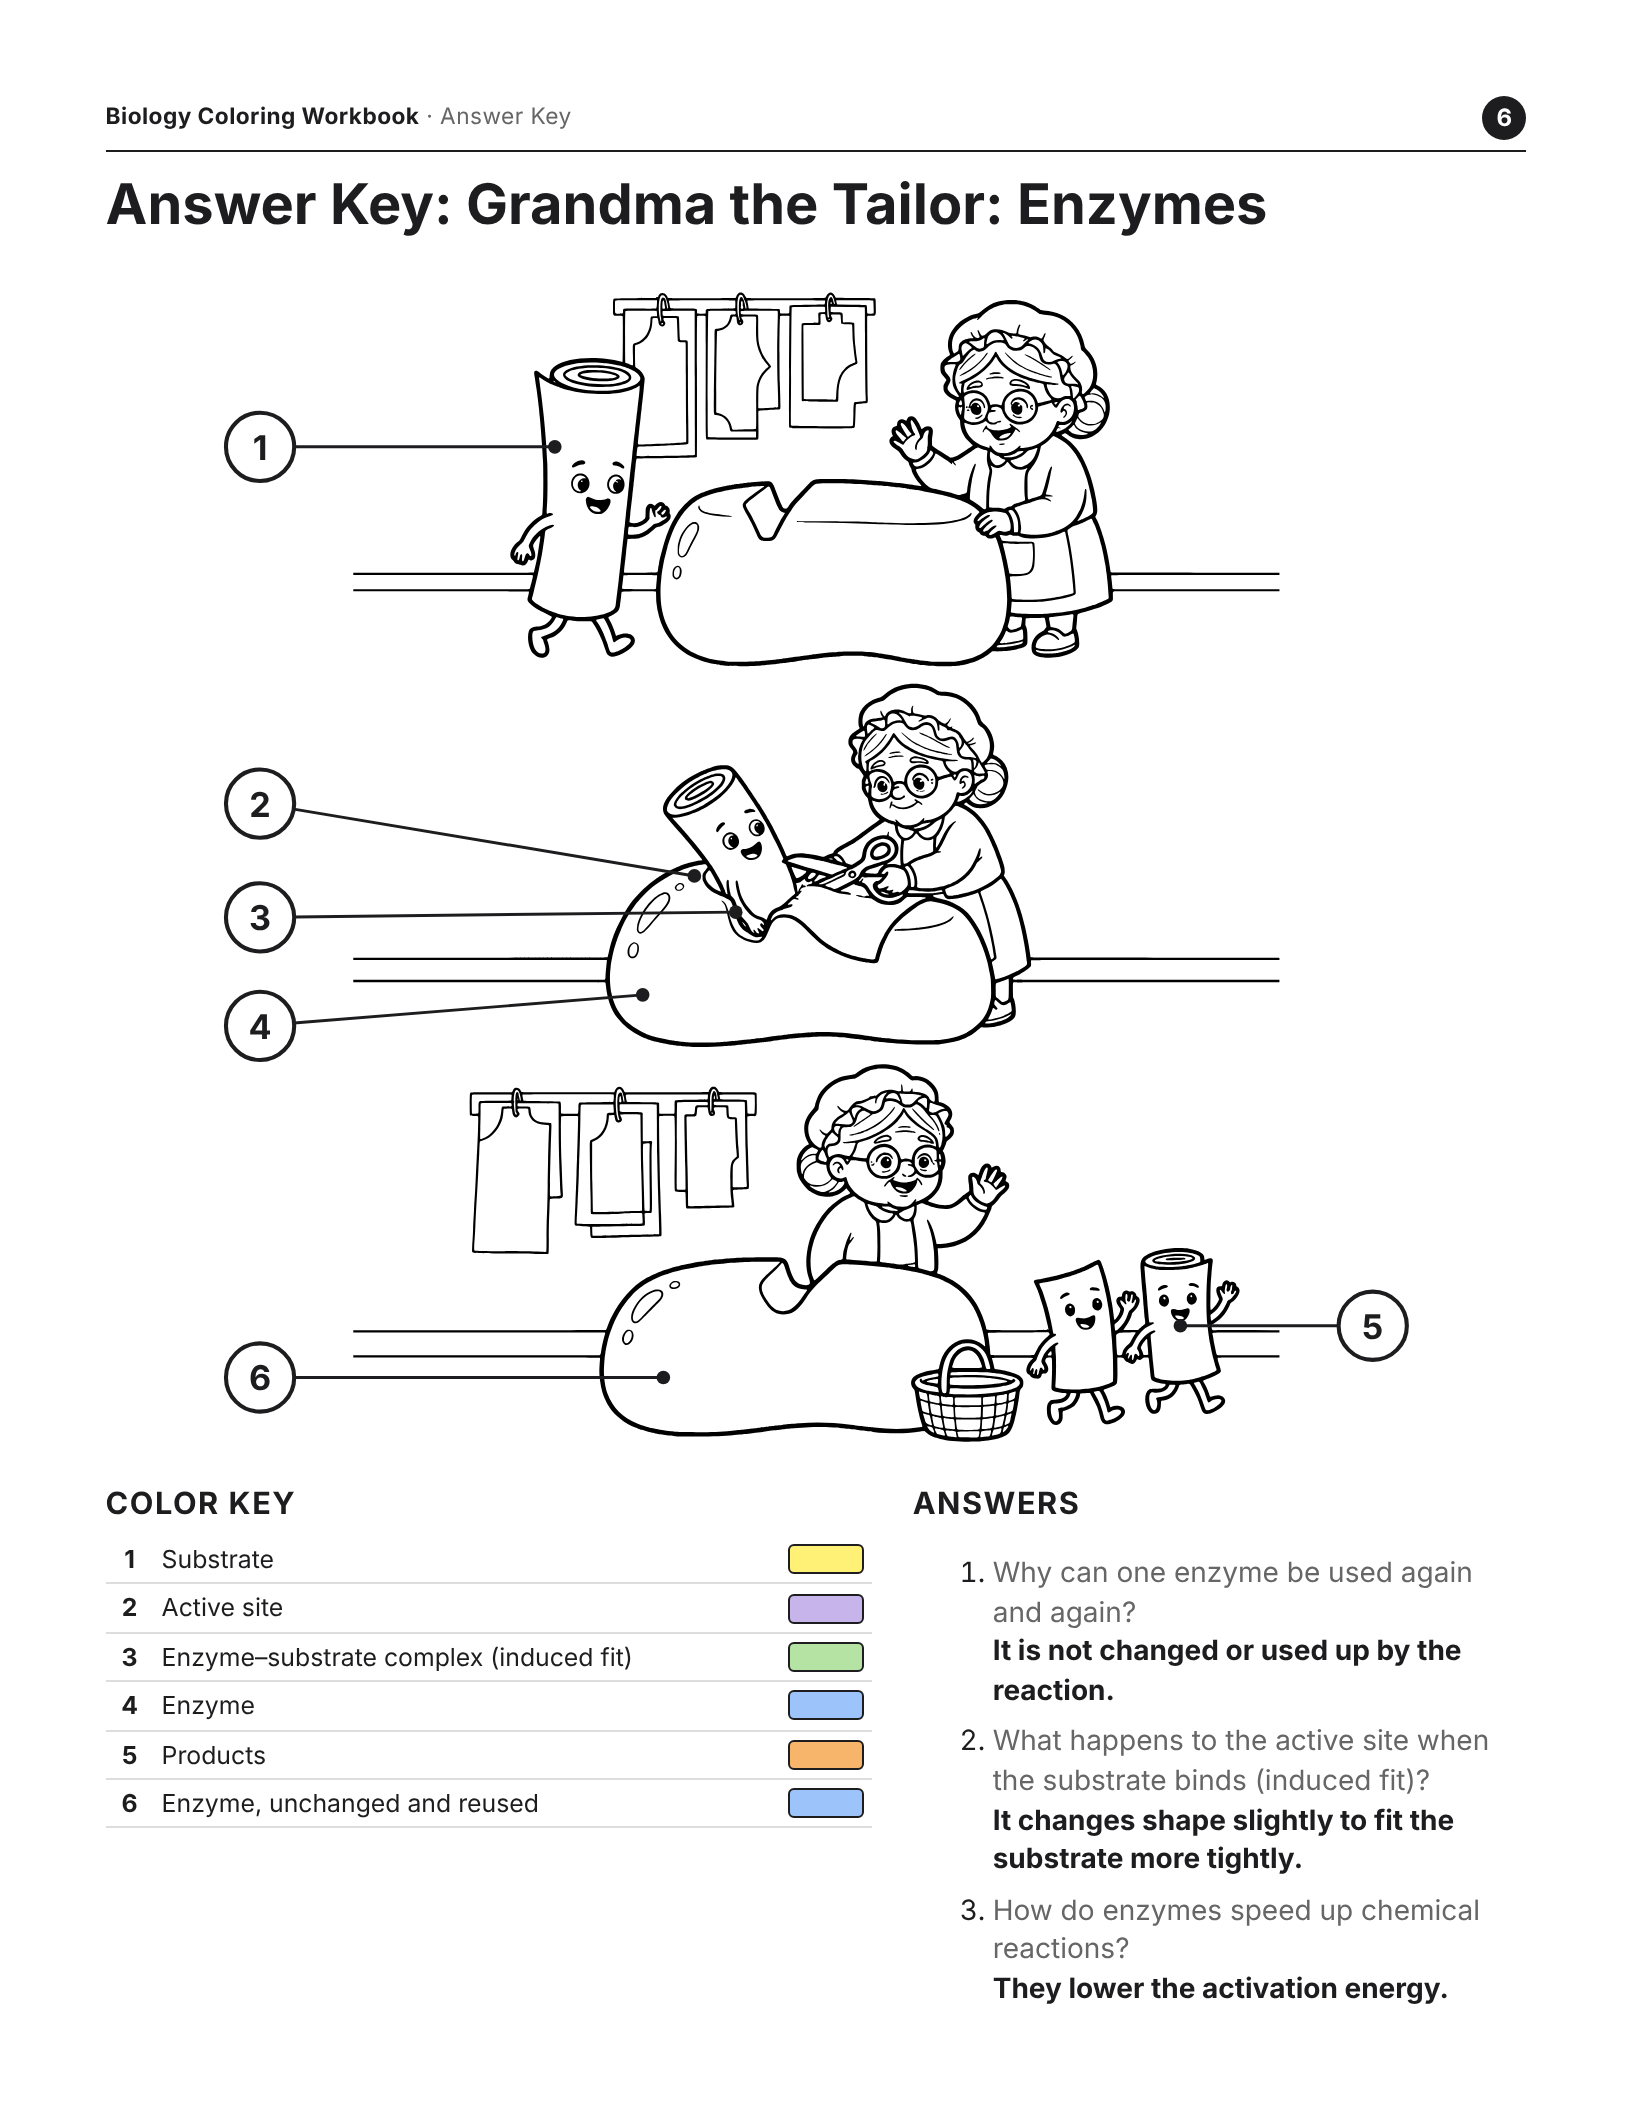 Biology Coloring Workbook · Answer Key
6
Answer Key: Grandma the Tailor: Enzymes
1
2
3
4
5
6
COLOR KEY
1 Substrate
2 Active site
3 Enzyme–substrate complex (induced fit)
4 Enzyme
5 Products
6 Enzyme, unchanged and reused
ANSWERS
1. Why can one enzyme be used again
and again?
It is not changed or used up by the
reaction.
2. What happens to the active site when
the substrate binds (induced fit)?
It changes shape slightly to fit the
substrate more tightly.
3. How do enzymes speed up chemical
reactions?
They lower the activation energy.